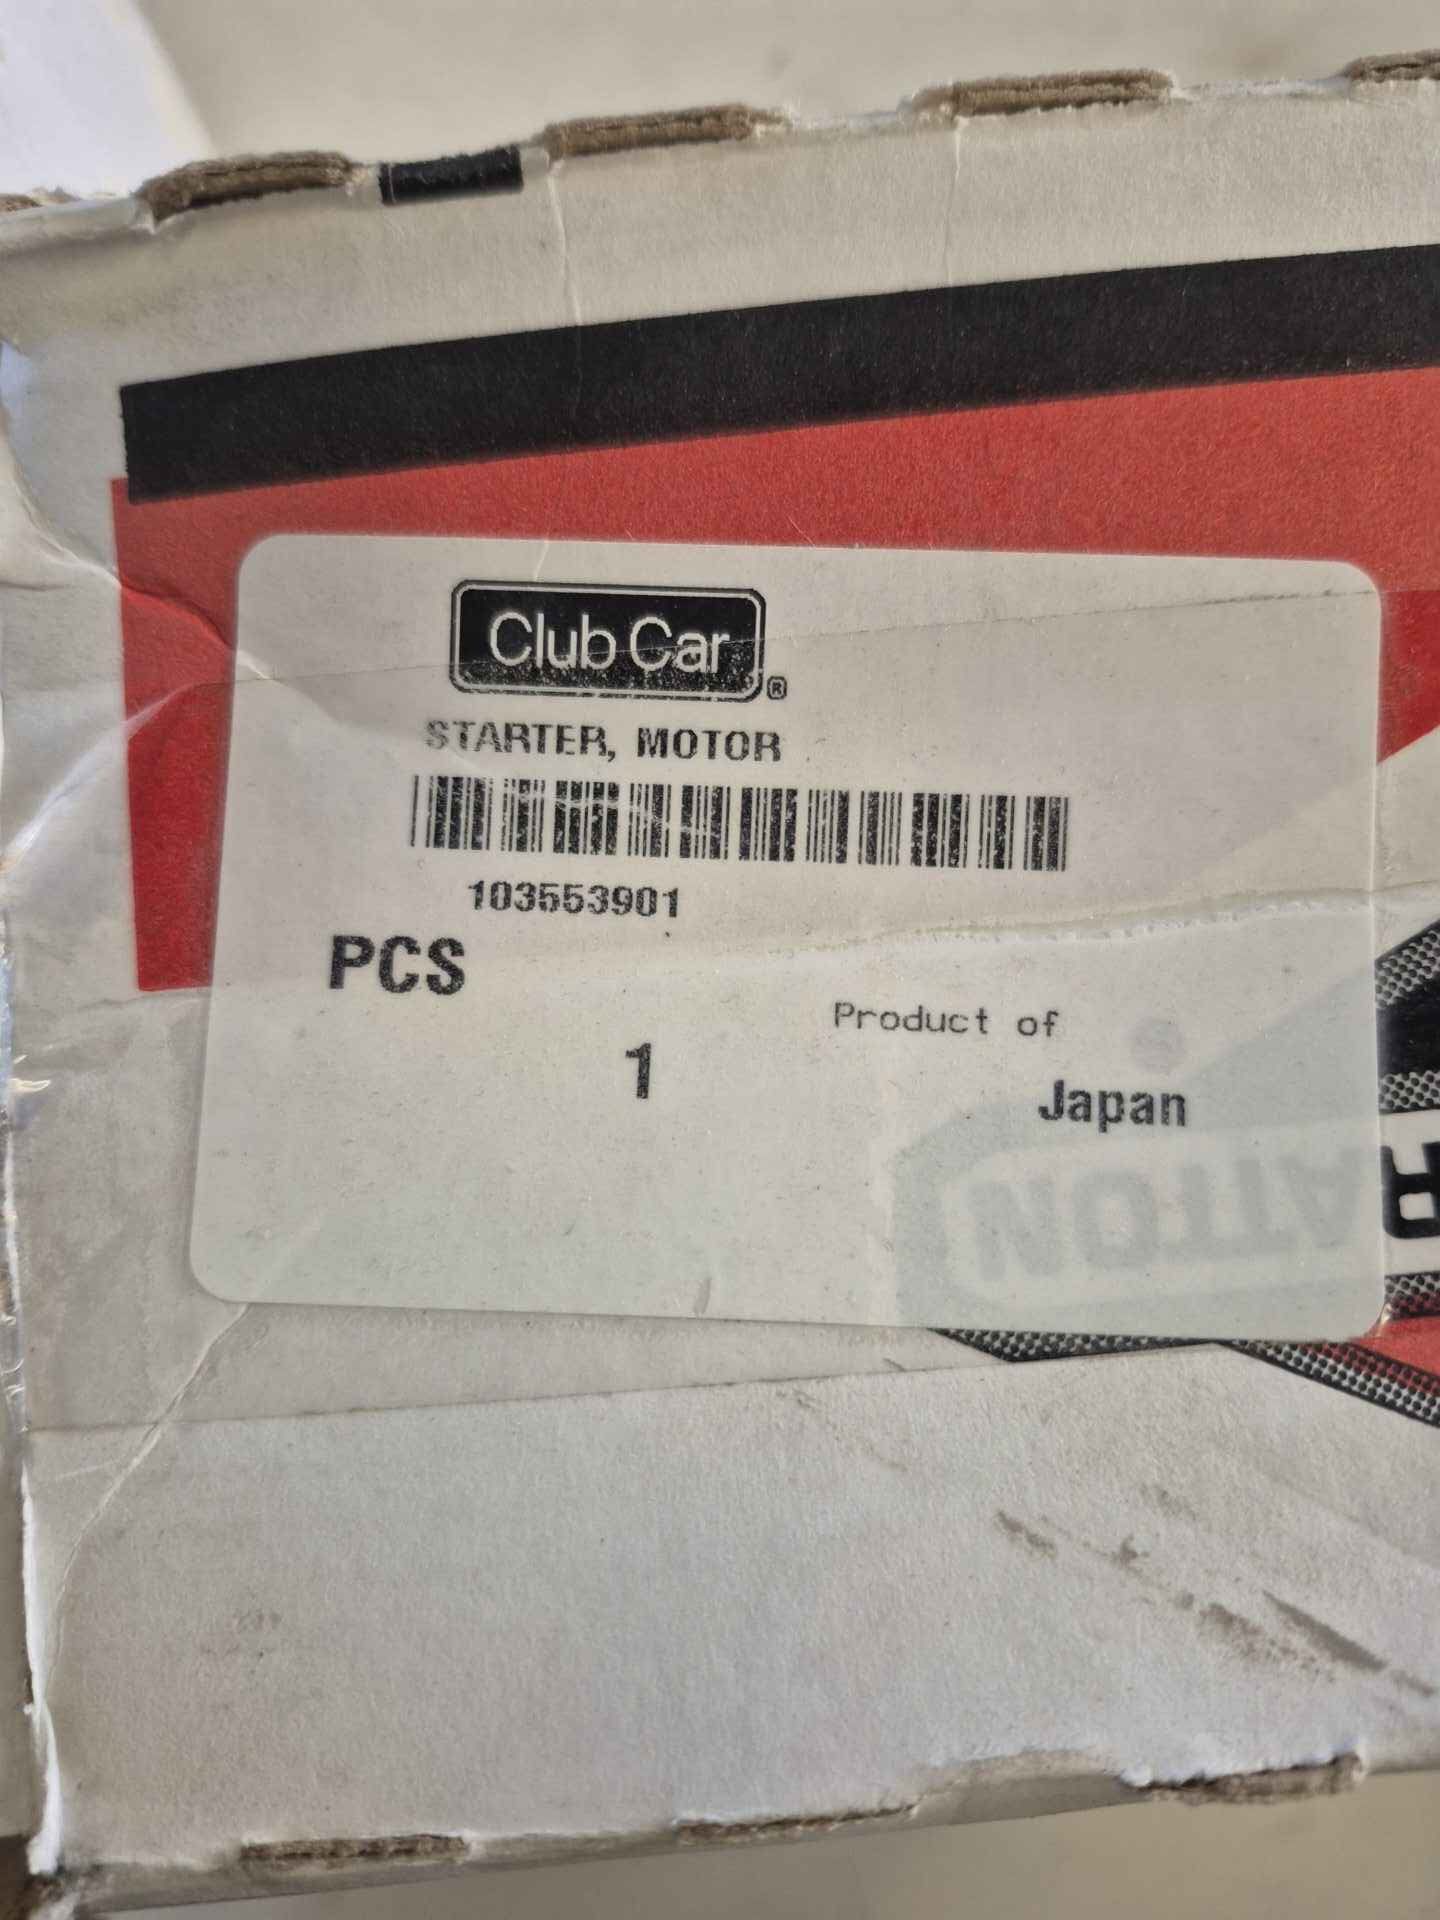 Club Car®
STARTER, MOTOR
103553901
PCS
1
Product of
Japan